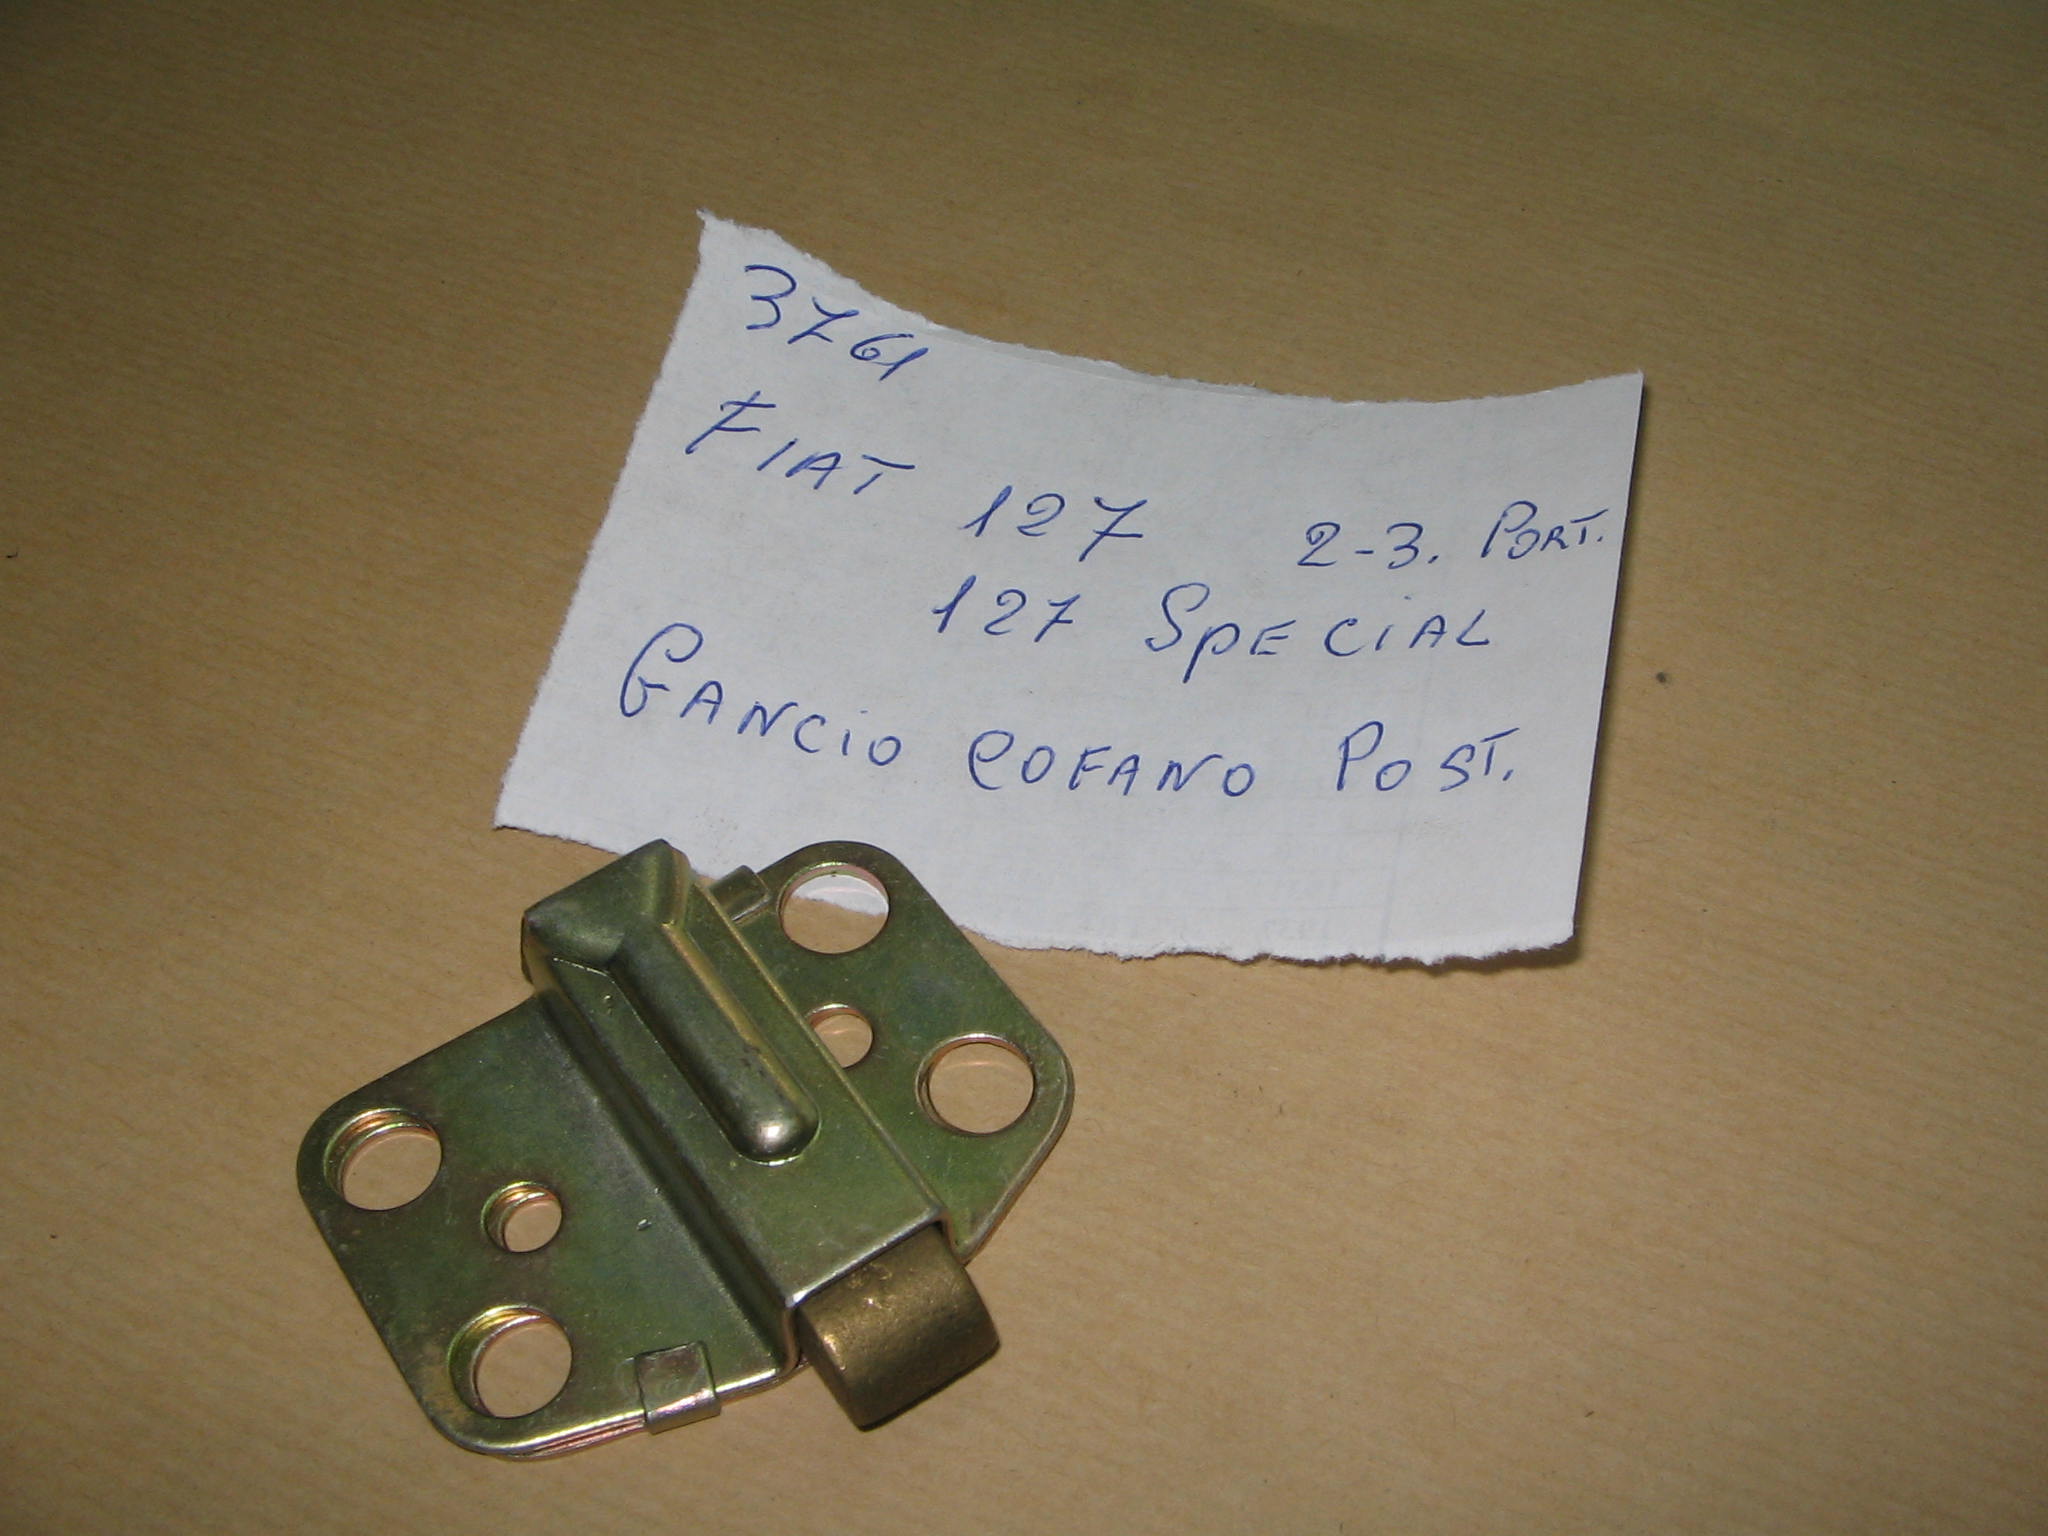 3761
FIAT 127 2-3. PORT.
127 SPECIAL
GANCIO COFANO POST.